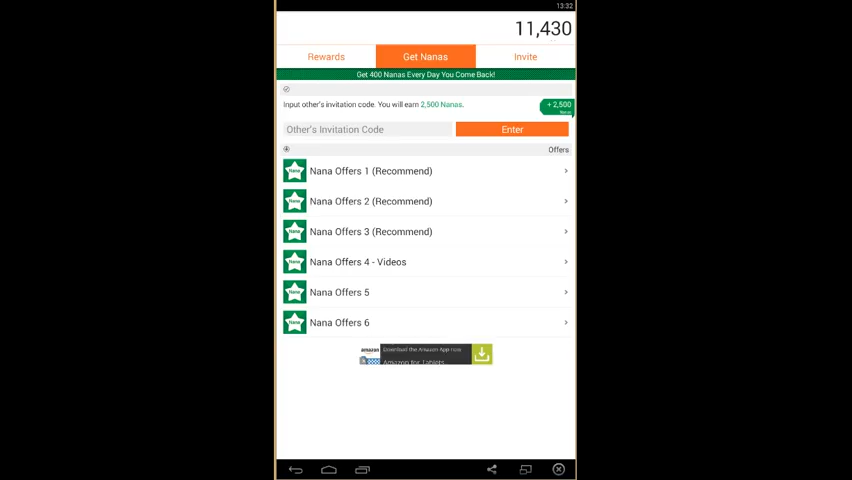 13:32
11,430
Rewards
Get Nanas
Invite
Get 400 Nanas Every Day You Come Back!
Input other's invitation code. You will earn 2,500 Nanas.
+ 2,500
Nanas
Other's Invitation Code
Enter
Offers
Nana Offers 1 (Recommend)
Nana Offers 2 (Recommend)
Nana Offers 3 (Recommend)
Nana Offers 4 - Videos
Nana Offers 5
Nana Offers 6
amazon
Download the Amazon App now
Amazon for Tablets